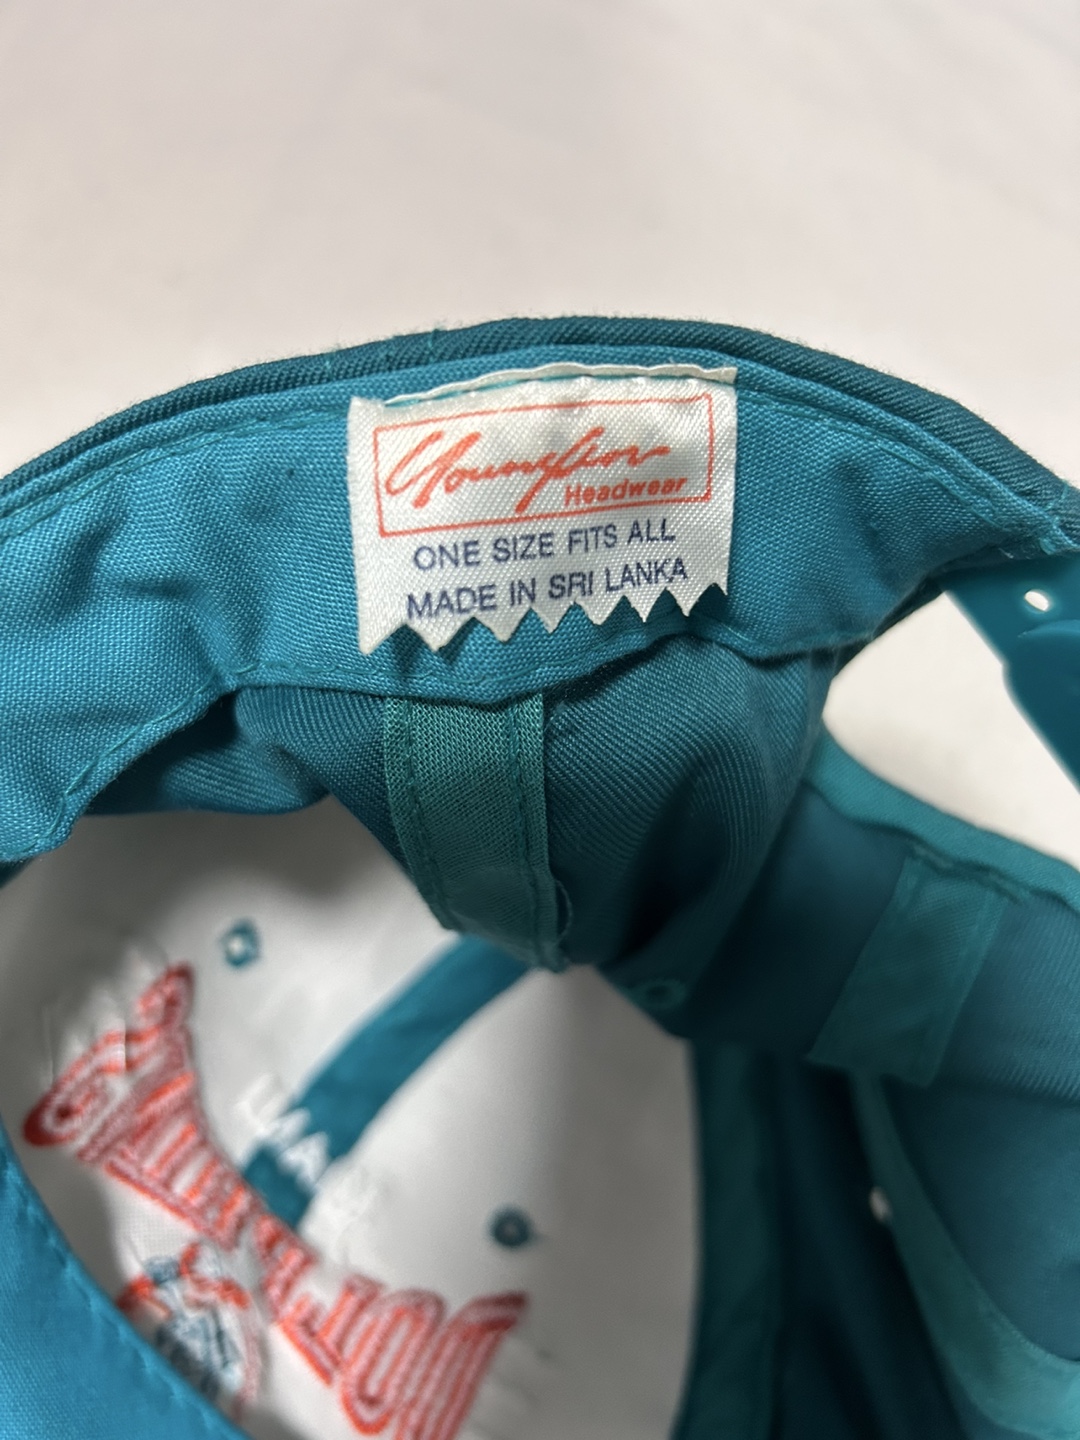 Youngan
Headwear
ONE SIZE FITS ALL
MADE IN SRI LANKA